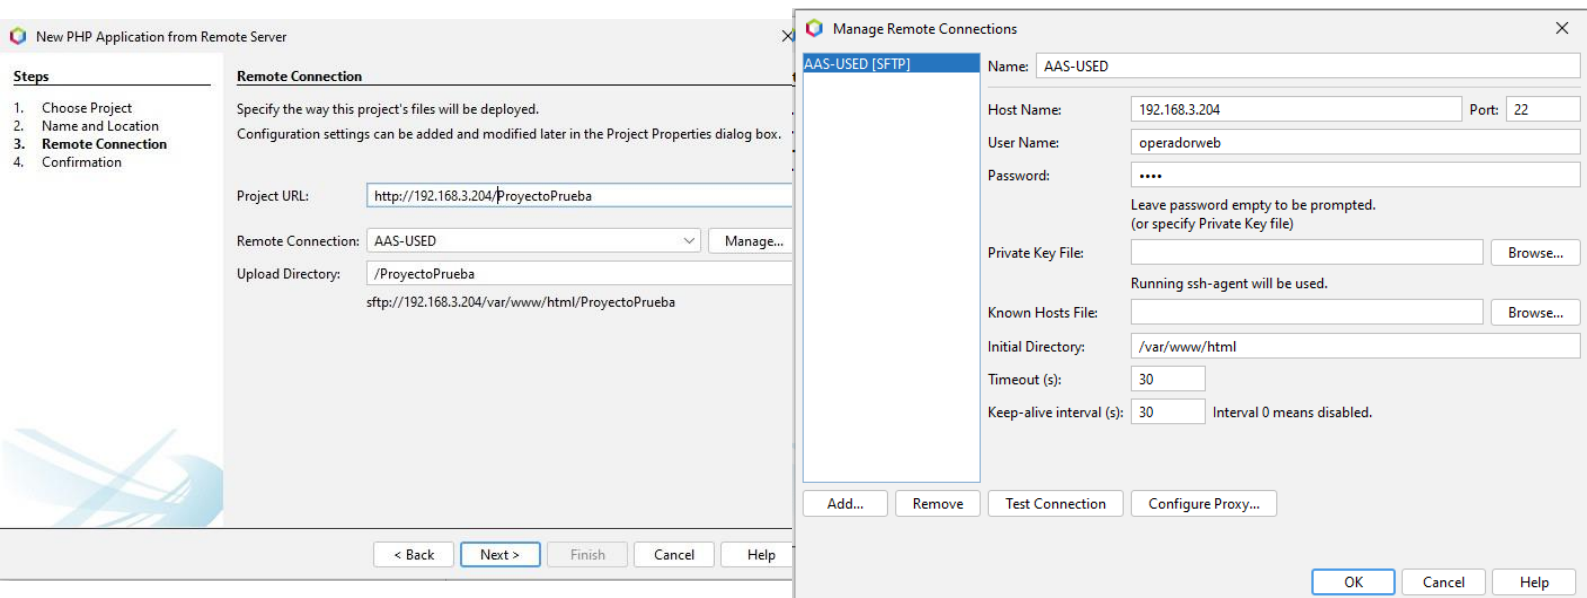 New PHP Application from Remote Server
Steps
1. Choose Project
2. Name and Location
3. Remote Connection
4. Confirmation
Remote Connection
Specify the way this project's files will be deployed.
Configuration settings can be added and modified later in the Project Properties dialog box.
Project URL: http://192.168.3.204/ProyectoPrueba
Remote Connection: AAS-USED Manage...
Upload Directory: /ProyectoPrueba
sftp://192.168.3.204/var/www/html/ProyectoPrueba
< Back Next > Finish Cancel Help
Manage Remote Connections
AAS-USED [SFTP]
Name: AAS-USED
Host Name: 192.168.3.204 Port: 22
User Name: operadorweb
Password: ••••
Leave password empty to be prompted.
(or specify Private Key file)
Private Key File: Browse...
Running ssh-agent will be used.
Known Hosts File: Browse...
Initial Directory: /var/www/html
Timeout (s): 30
Keep-alive interval (s): 30 Interval 0 means disabled.
Add... Remove Test Connection Configure Proxy...
OK Cancel Help